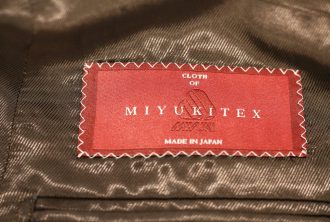 CLOTH
OF
MIYUKITEX
MADE IN JAPAN